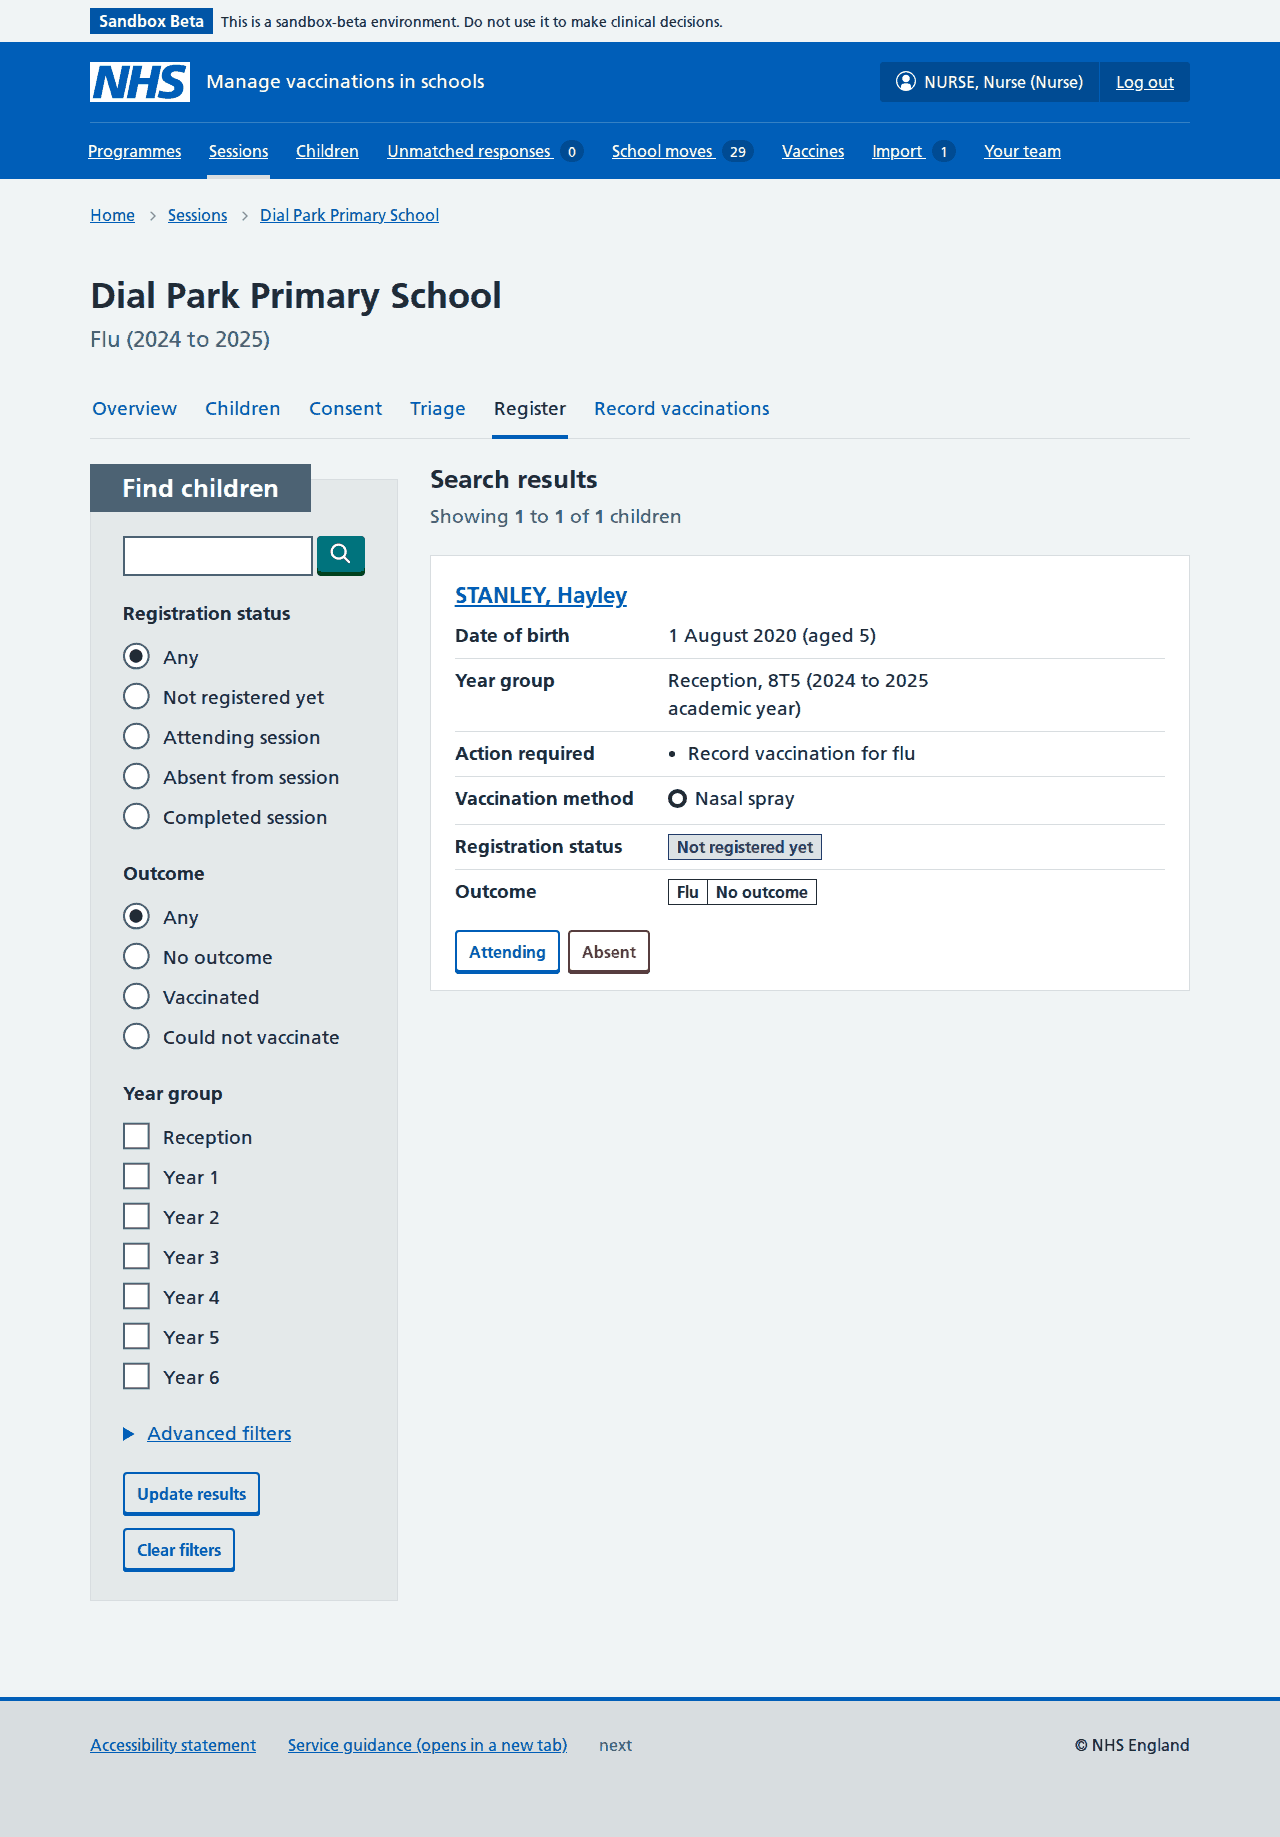 Sandbox Beta This is a sandbox-beta environment. Do not use it to make clinical decisions.
NHS Manage vaccinations in schools NURSE, Nurse (Nurse) Log out
Programmes Sessions Children Unmatched responses 0 School moves 29 Vaccines Import 1 Your team
Home Sessions Dial Park Primary School
Dial Park Primary School
Flu (2024 to 2025)
Overview Children Consent Triage Register Record vaccinations
Find children
Registration status
Any
Not registered yet
Attending session
Absent from session
Completed session
Outcome
Any
No outcome
Vaccinated
Could not vaccinate
Year group
Reception
Year 1
Year 2
Year 3
Year 4
Year 5
Year 6
Advanced filters
Update results
Clear filters
Search results
Showing 1 to 1 of 1 children
STANLEY, Hayley
Date of birth 1 August 2020 (aged 5)
Year group Reception, 8T5 (2024 to 2025
academic year)
Action required • Record vaccination for flu
Vaccination method Nasal spray
Registration status Not registered yet
Outcome Flu No outcome
Attending Absent
Accessibility statement Service guidance (opens in a new tab) next © NHS England